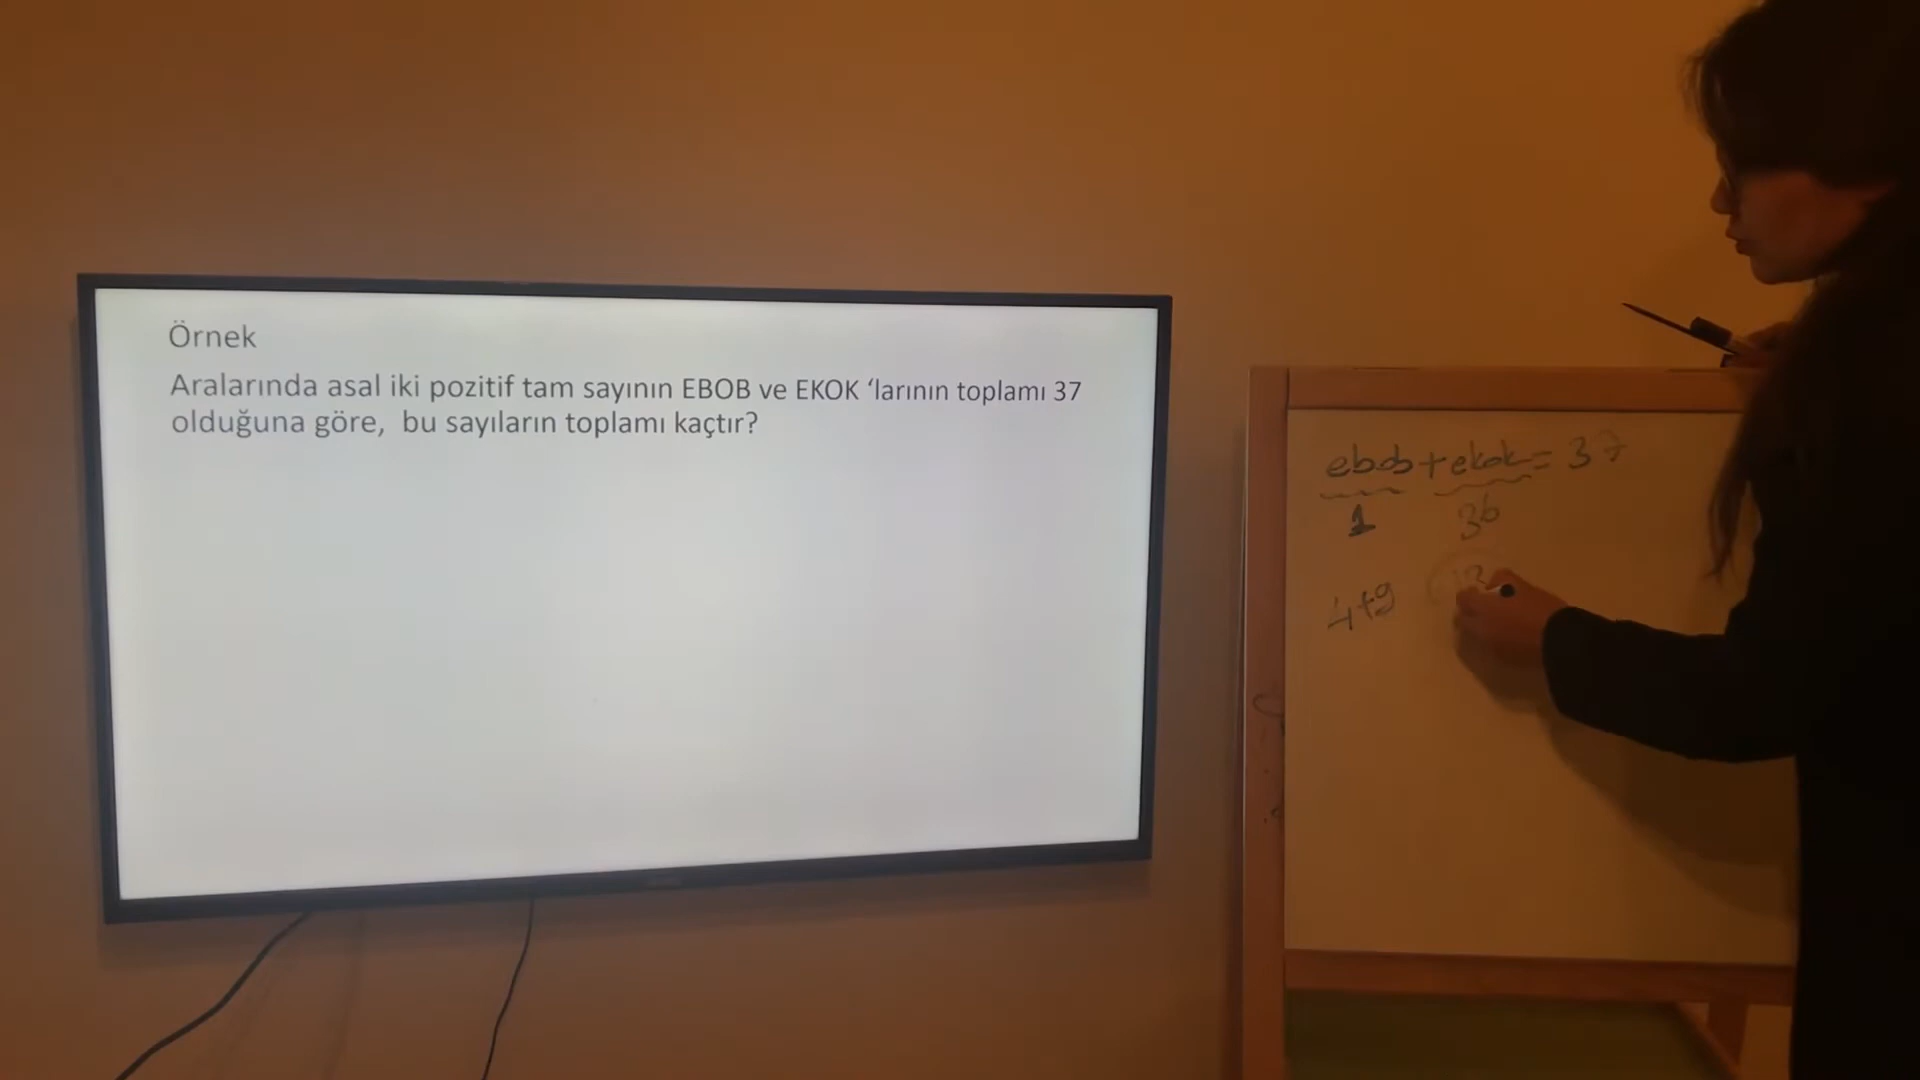 Örnek
Aralarında asal iki pozitif tam sayının EBOB ve EKOK ‘larının toplamı 37
olduğuna göre,  bu sayıların toplamı kaçtır?
ebob+ekok=37
1 36
4+9